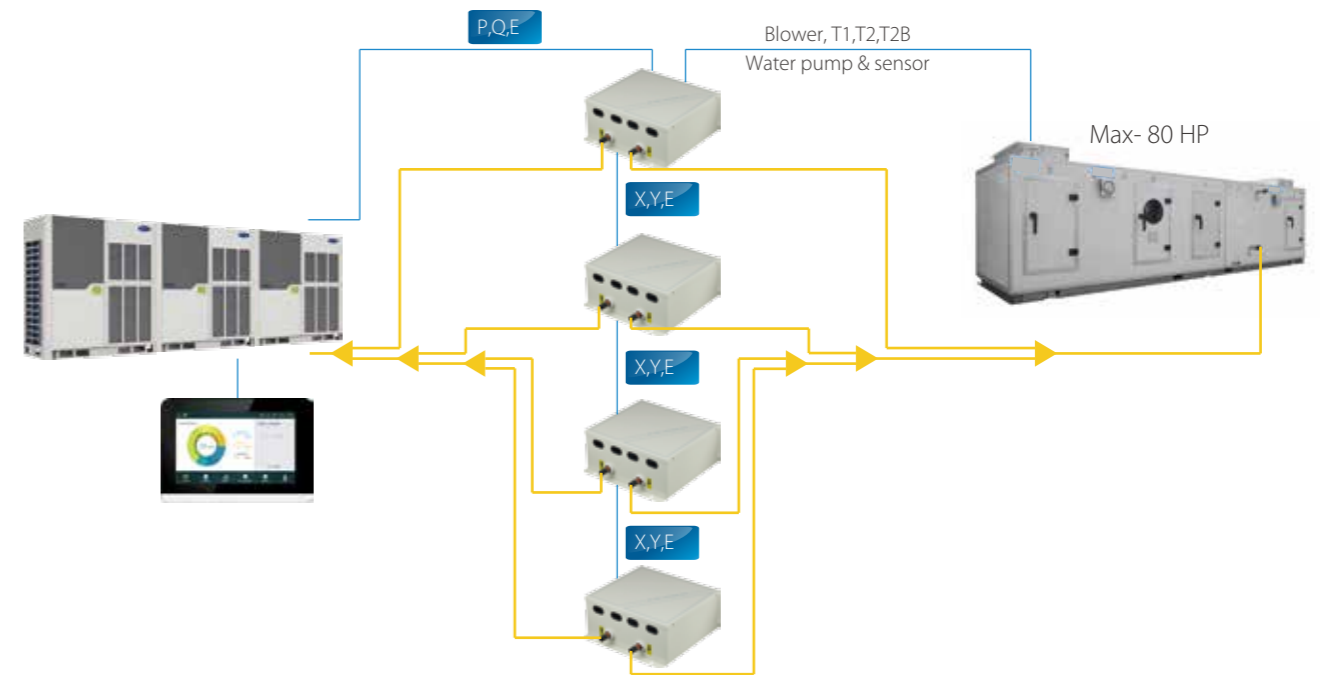 P,Q,E
Blower, T1,T2,T2B
Water pump & sensor
Max- 80 HP
X,Y,E
X,Y,E
X,Y,E